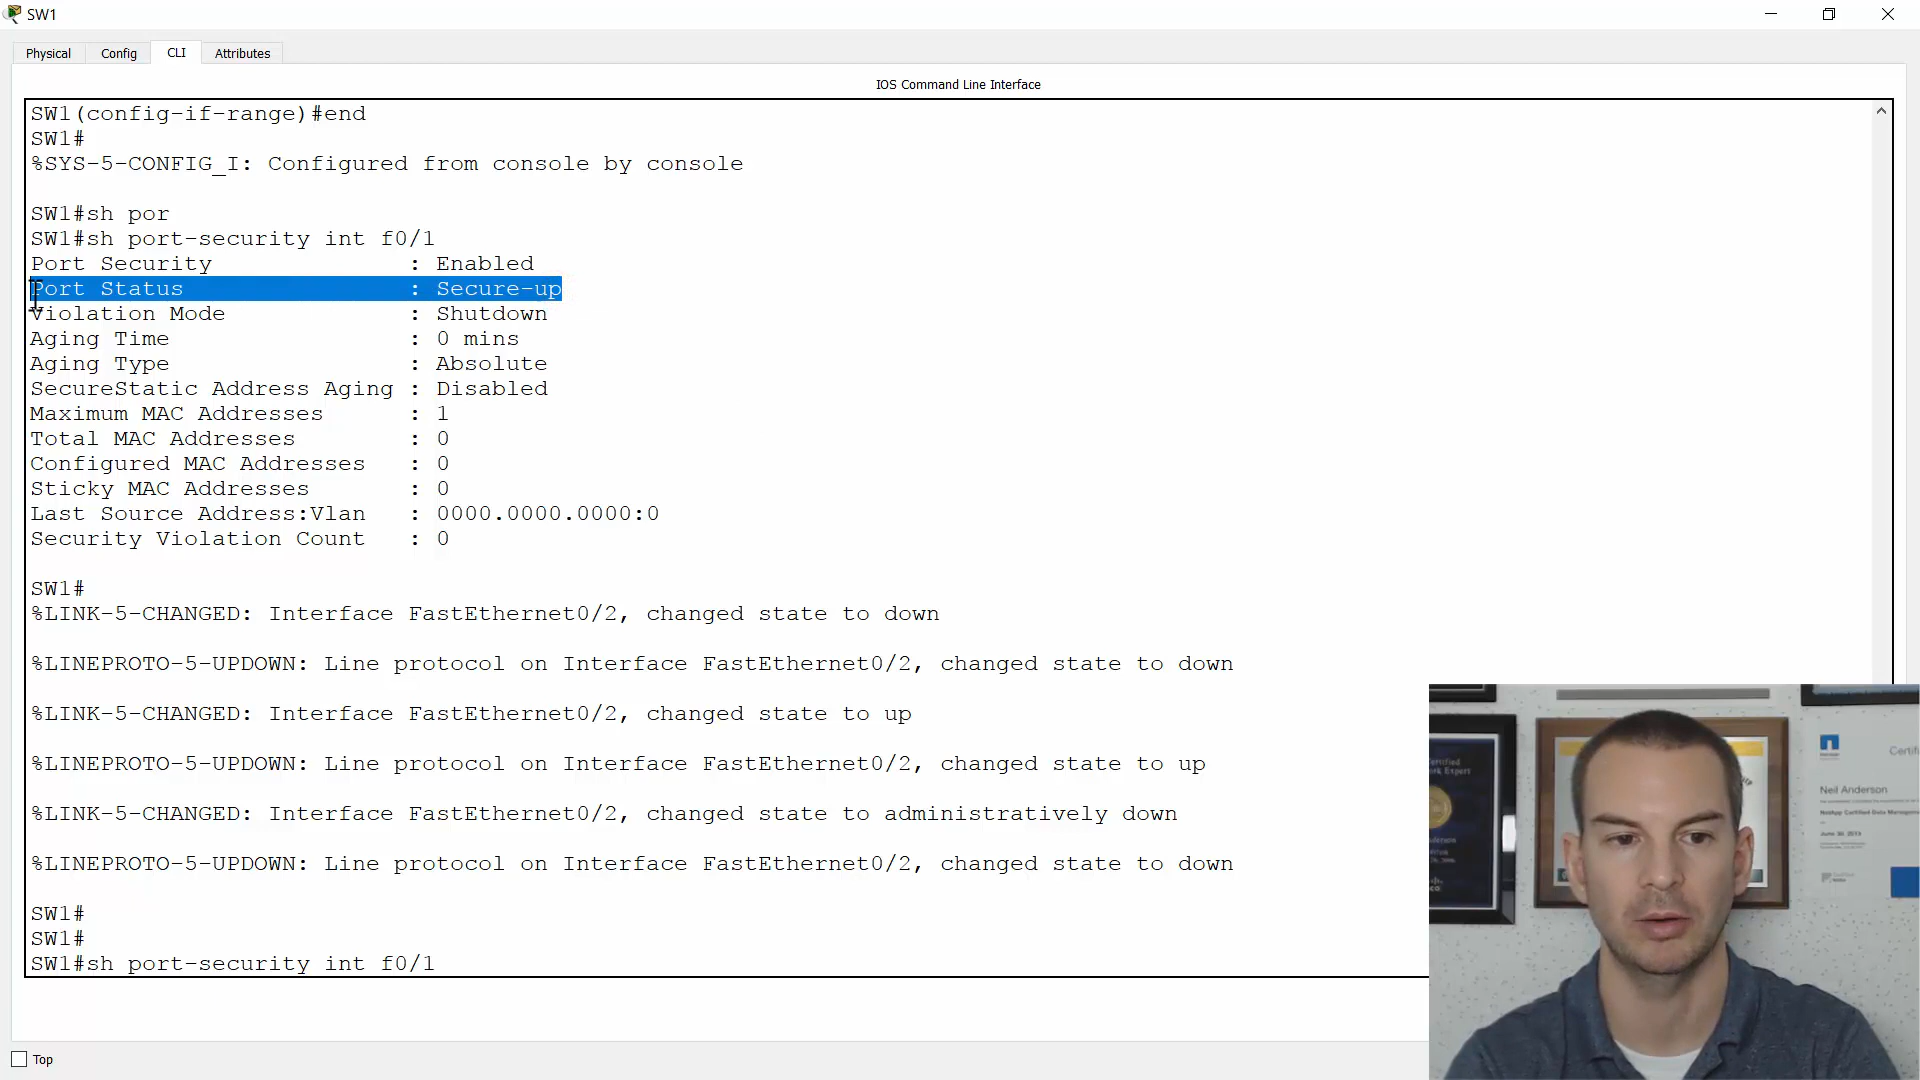 SW1
Physical
Config
CLI
Attributes
IOS Command Line Interface
SW1(config-if-range)#end
SW1#
%SYS-5-CONFIG_I: Configured from console by console
SW1#sh por
SW1#sh port-security int f0/1
Port Security : Enabled
Port Status : Secure-up
Violation Mode : Shutdown
Aging Time : 0 mins
Aging Type : Absolute
SecureStatic Address Aging : Disabled
Maximum MAC Addresses : 1
Total MAC Addresses : 0
Configured MAC Addresses : 0
Sticky MAC Addresses : 0
Last Source Address:Vlan : 0000.0000.0000:0
Security Violation Count : 0
SW1#
%LINK-5-CHANGED: Interface FastEthernet0/2, changed state to down
%LINEPROTO-5-UPDOWN: Line protocol on Interface FastEthernet0/2, changed state to down
%LINK-5-CHANGED: Interface FastEthernet0/2, changed state to up
%LINEPROTO-5-UPDOWN: Line protocol on Interface FastEthernet0/2, changed state to up
%LINK-5-CHANGED: Interface FastEthernet0/2, changed state to administratively down
%LINEPROTO-5-UPDOWN: Line protocol on Interface FastEthernet0/2, changed state to down
SW1#
SW1#
SW1#sh port-security int f0/1
Top
Neil Anderson